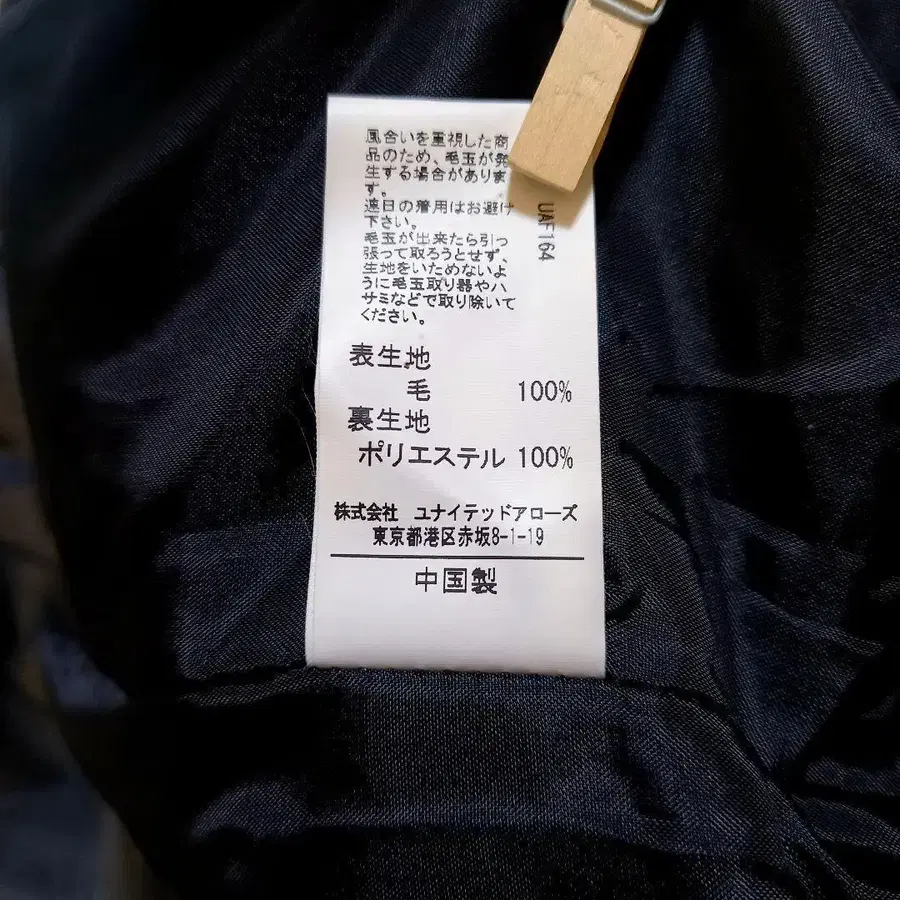 風合いを重視した商
品のため、毛玉が発
生する場合がありま
す。
連日の着用はお避け
下さい。
毛玉が出来たら引っ
張って取ろうとせず、
生地をいためないよ
うに毛玉取り器やハ
サミなどで取り除いて
ください。
UAF164
表生地
毛 100%
裏生地
ポリエステル 100%
株式会社 ユナイテッドアローズ
東京都港区赤坂8-1-19
中国製